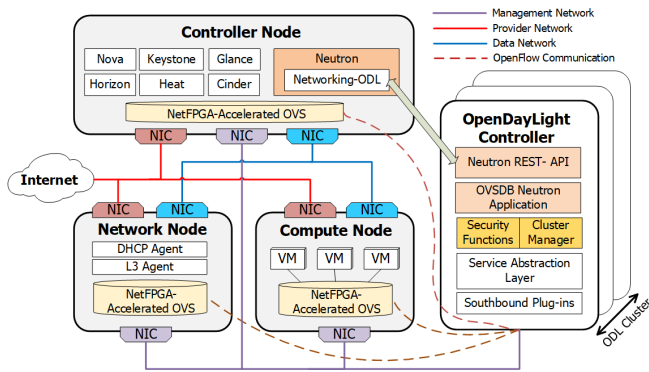 Management Network
Provider Network
Data Network
OpenFlow Communication
Controller Node
Nova
Keystone
Glance
Horizon
Heat
Cinder
Neutron
Networking-ODL
NetFPGA-Accelerated OVS
NIC
NIC
NIC
Internet
NIC
NIC
Network Node
DHCP Agent
L3 Agent
NetFPGA-
Accelerated OVS
NIC
NIC
NIC
Compute Node
VM
VM
VM
NetFPGA-
Accelerated OVS
NIC
OpenDayLight
Controller
Neutron REST- API
OVSDB Neutron
Application
Security
Functions
Cluster
Manager
Service Abstraction
Layer
Southbound Plug-ins
ODL Cluster